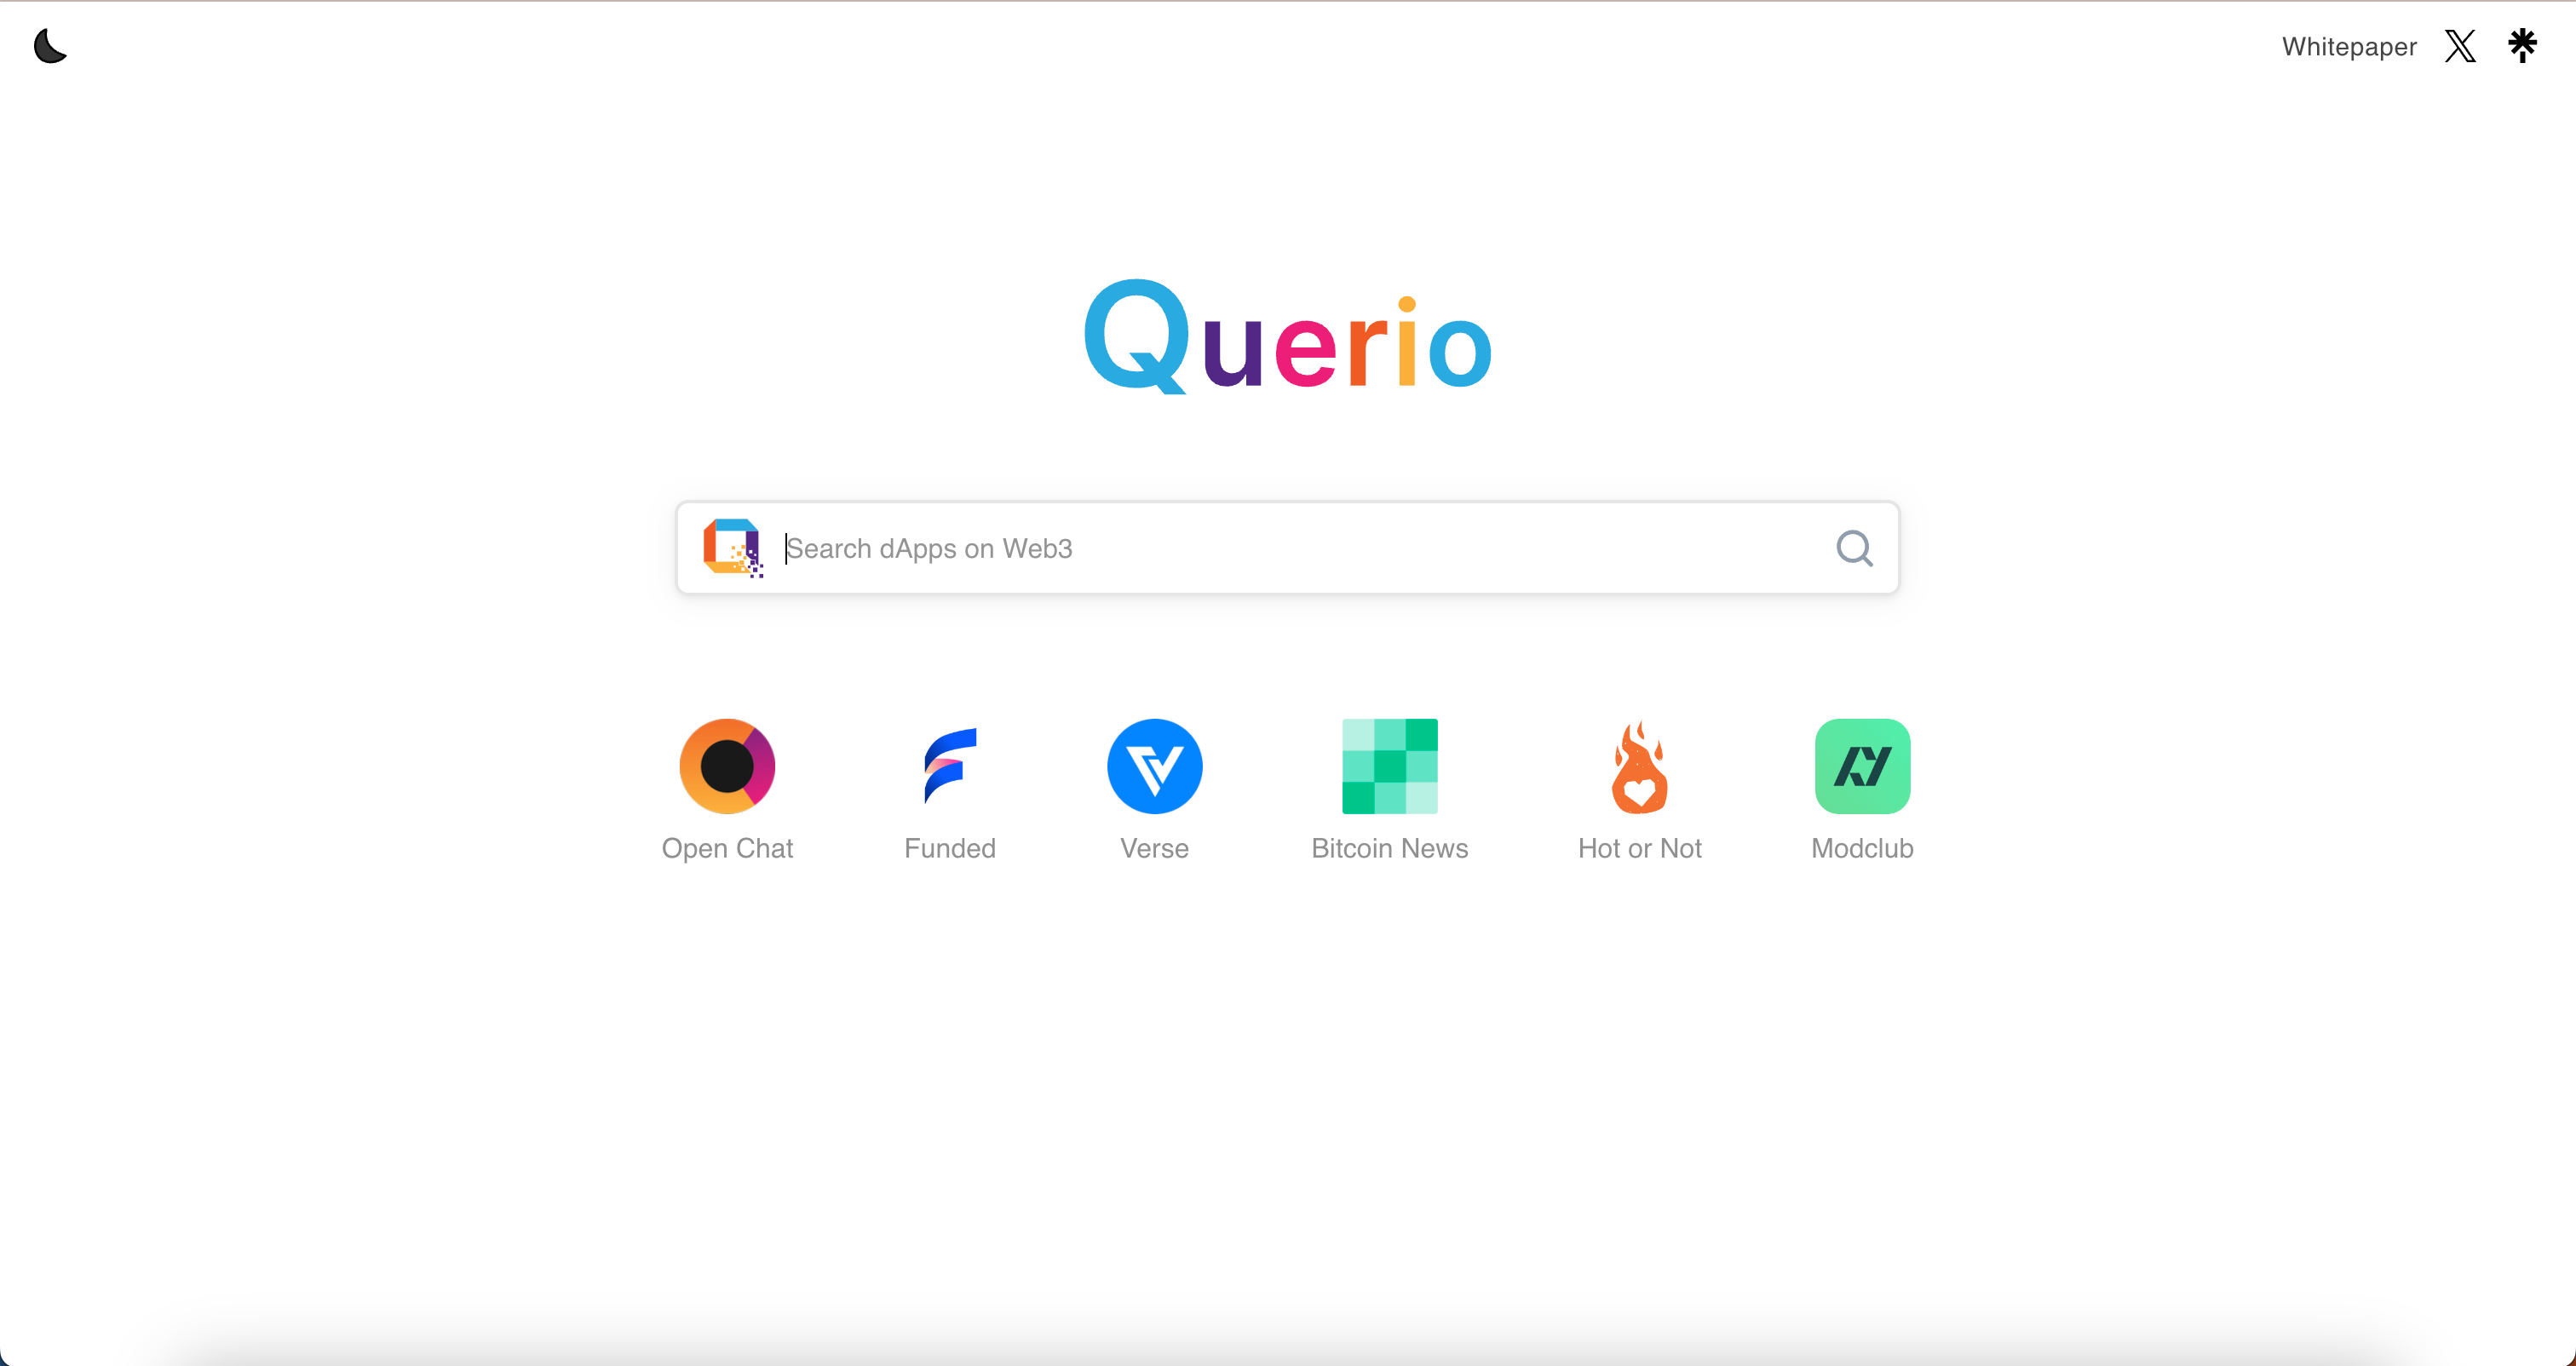 Whitepaper
Querio
Search dApps on Web3
Open Chat
Funded
Verse
Bitcoin News
Hot or Not
Modclub